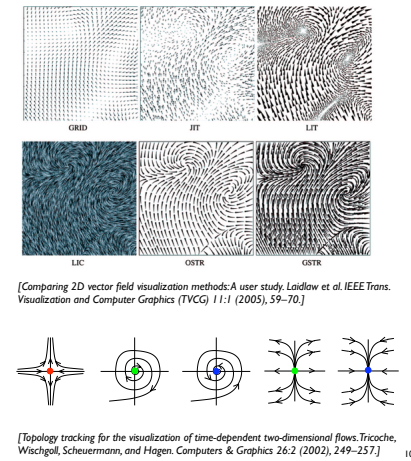 GRID JIT LIT
LIC OSTR GSTR
[Comparing 2D vector field visualization methods: A user study. Laidlaw et al. IEEE Trans.
Visualization and Computer Graphics (TVCG) 11:1 (2005), 59–70.]
[Topology tracking for the visualization of time-dependent two-dimensional flows. Tricoche,
Wischgoll, Scheuermann, and Hagen. Computers & Graphics 26:2 (2002), 249–257.]